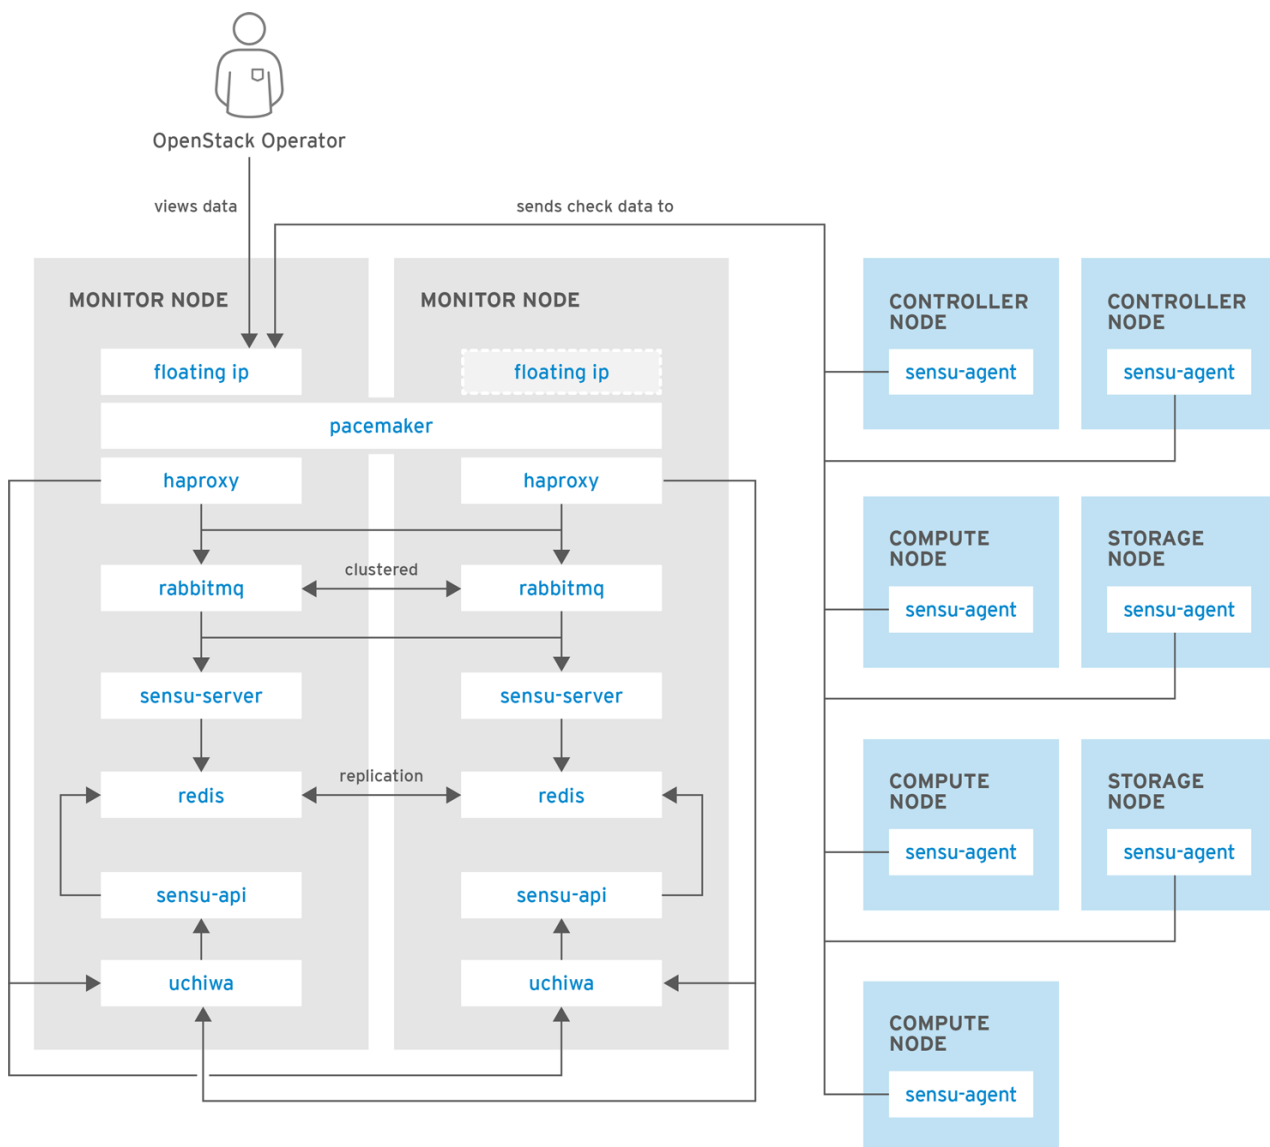 OpenStack Operator
views data
sends check data to
MONITOR NODE
floating ip
MONITOR NODE
floating ip
pacemaker
haproxy
haproxy
rabbitmq
clustered
rabbitmq
sensu-server
sensu-server
redis
replication
redis
sensu-api
sensu-api
uchiwa
uchiwa
CONTROLLER
NODE
sensu-agent
CONTROLLER
NODE
sensu-agent
COMPUTE
NODE
sensu-agent
STORAGE
NODE
sensu-agent
COMPUTE
NODE
sensu-agent
STORAGE
NODE
sensu-agent
COMPUTE
NODE
sensu-agent